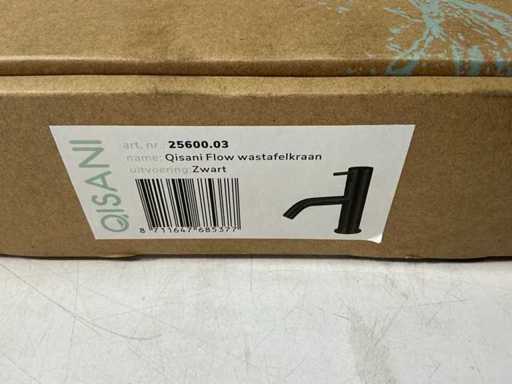 QISANI
art. nr.: 25600.03
name: Qisani Flow wastafelkraan
uitvoering: Zwart
8 711647 685377